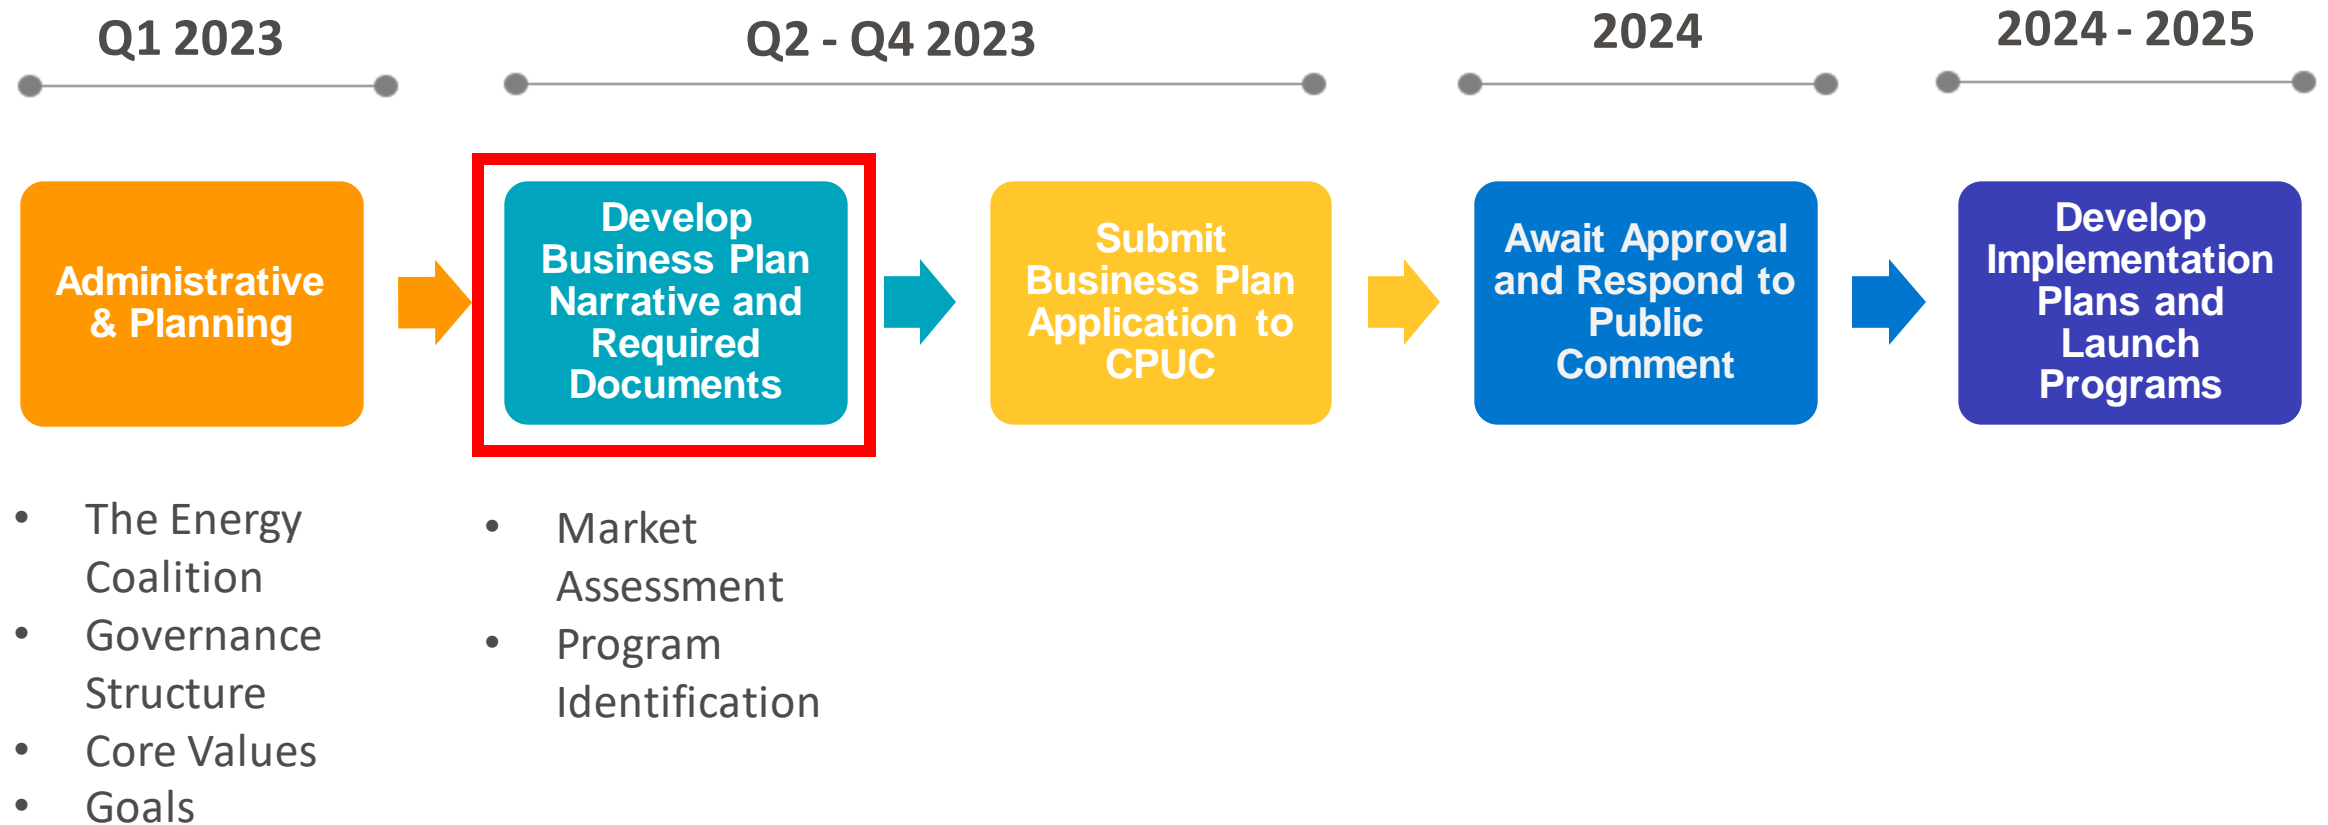 Q1 2023
Q2 - Q4 2023
2024
2024 - 2025
Administrative
& Planning
Develop
Business Plan
Narrative and
Required
Documents
Submit
Business Plan
Application to
CPUC
Await Approval
and Respond to
Public
Comment
Develop
Implementation
Plans and
Launch
Programs
• The Energy
Coalition
• Governance
Structure
• Core Values
• Goals
• Market
Assessment
• Program
Identification